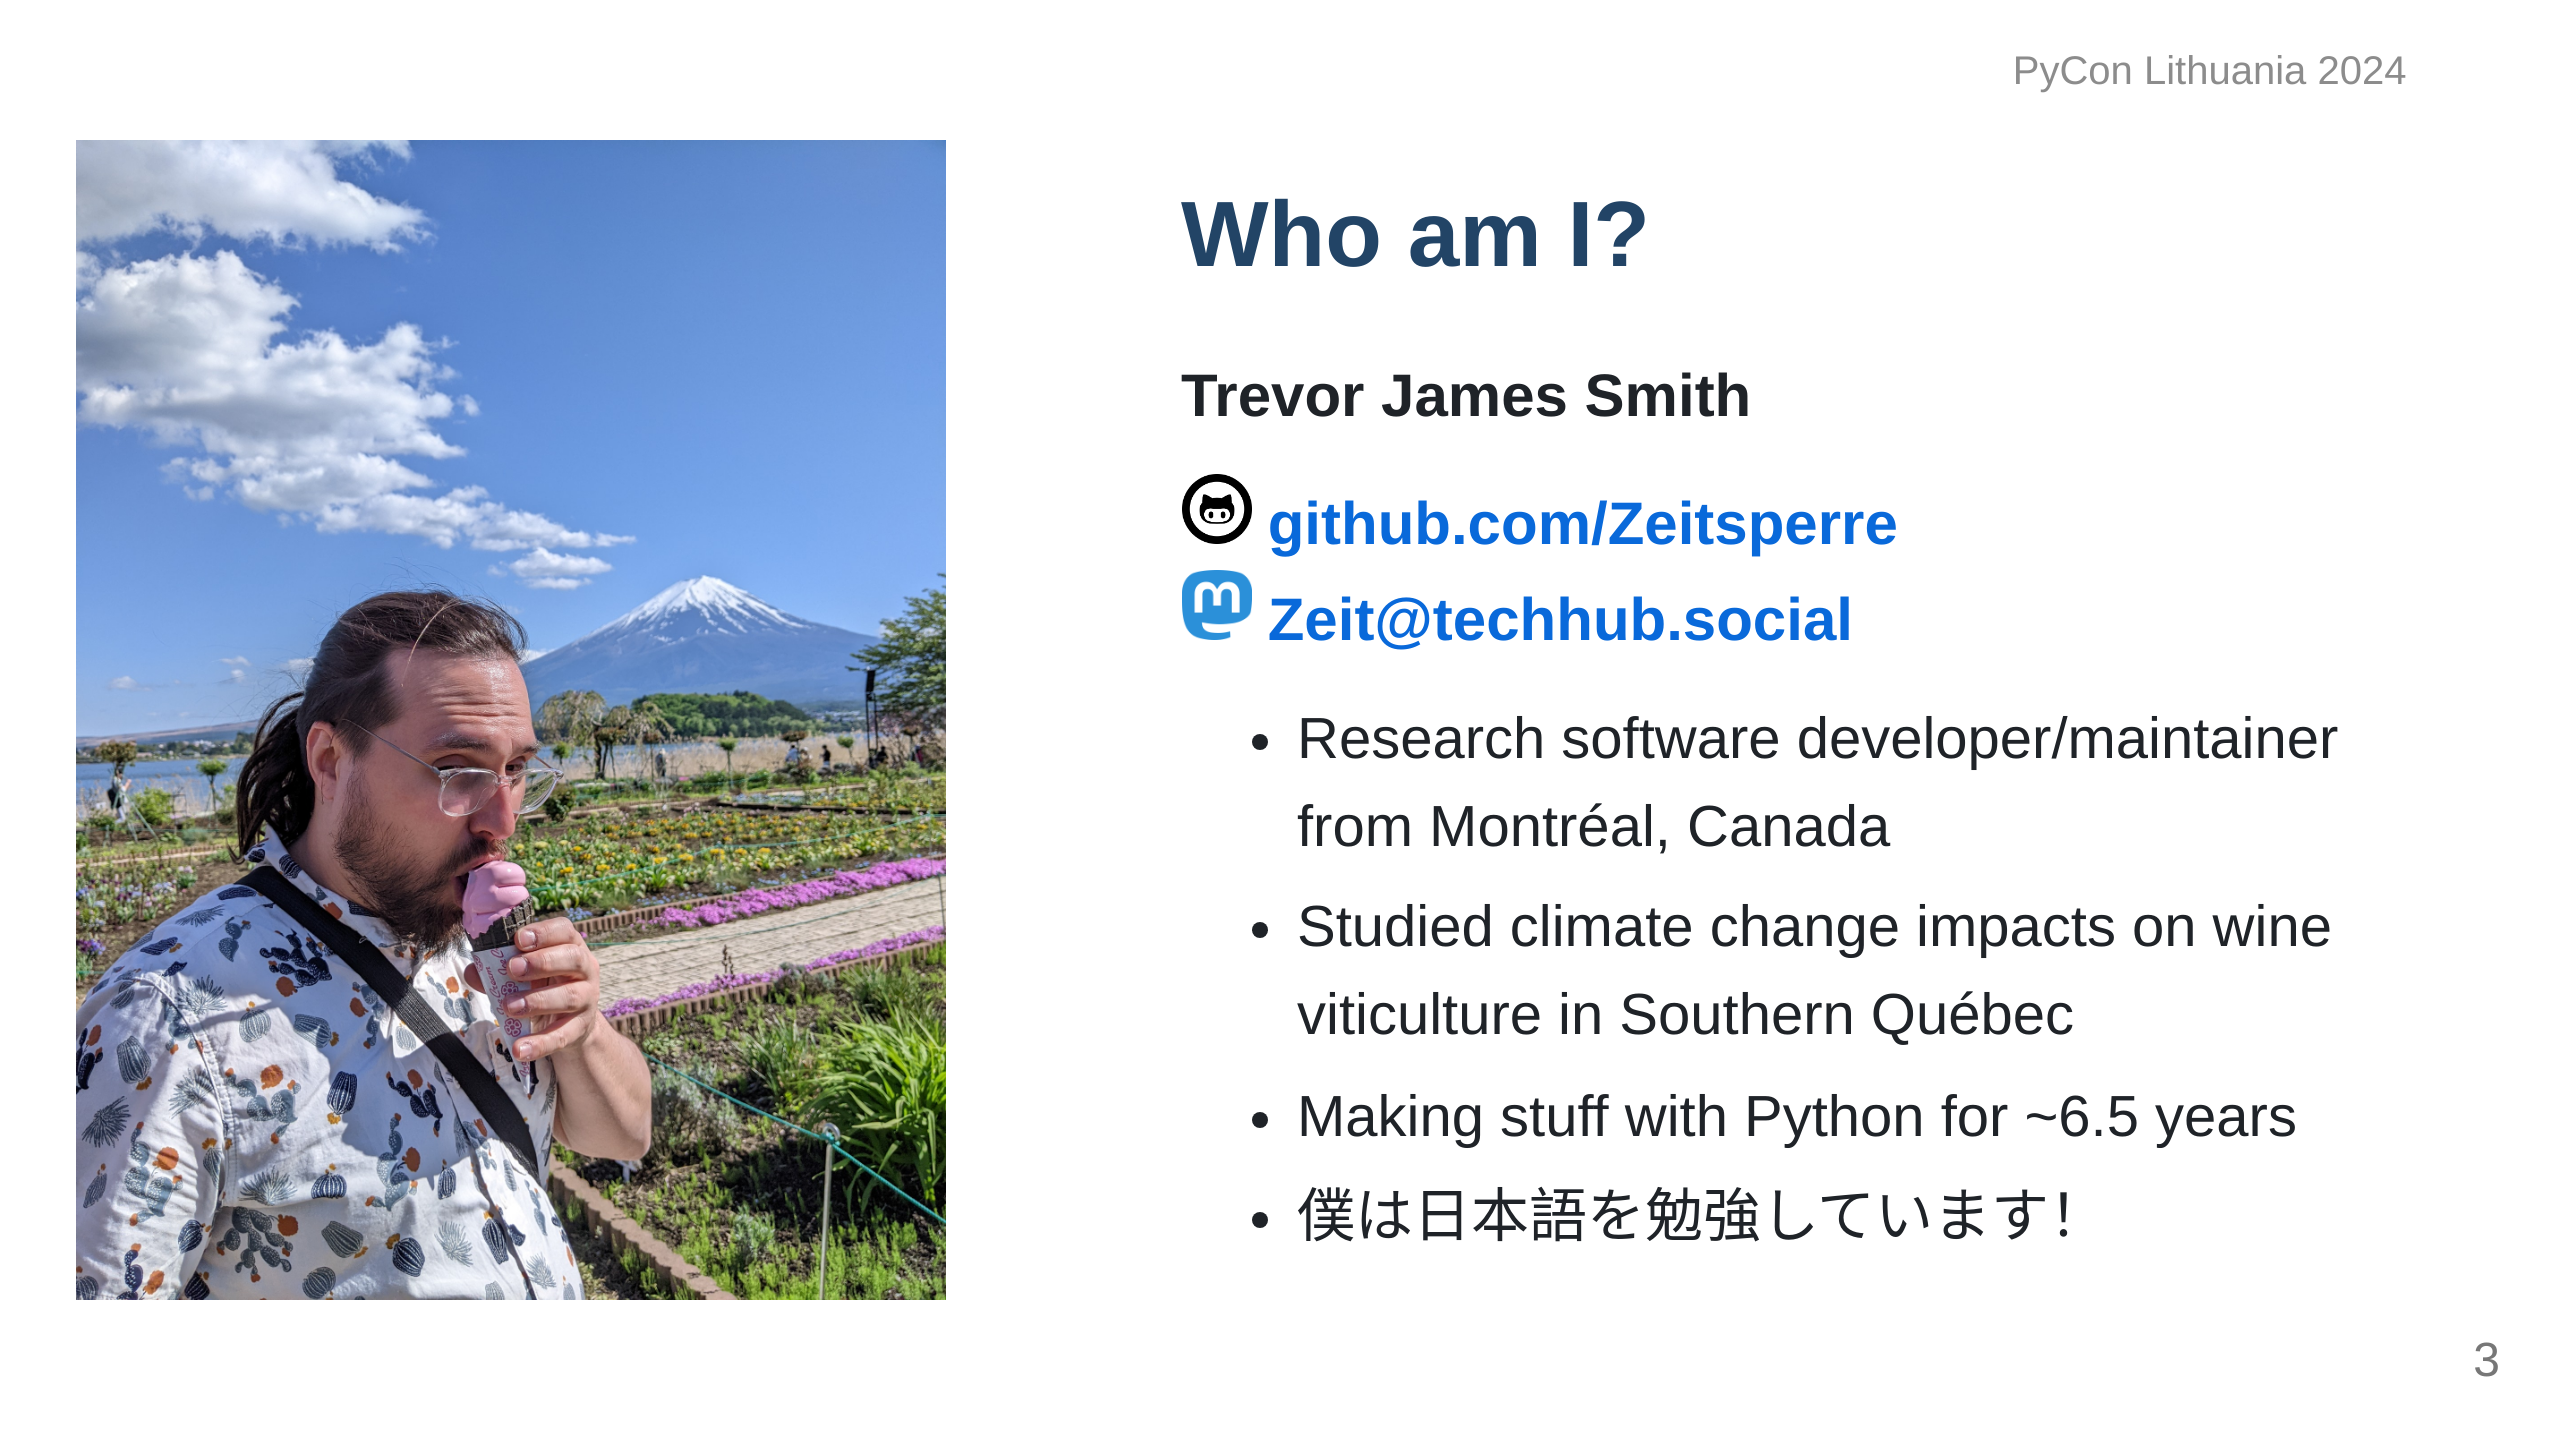 PyCon Lithuania 2024
Who am I?
Trevor James Smith
github.com/Zeitsperre
Zeit@techhub.social
• Research software developer/maintainer
from Montréal, Canada
• Studied climate change impacts on wine
viticulture in Southern Québec
• Making stuff with Python for ~6.5 years
• 僕は日本語を勉強しています！
3